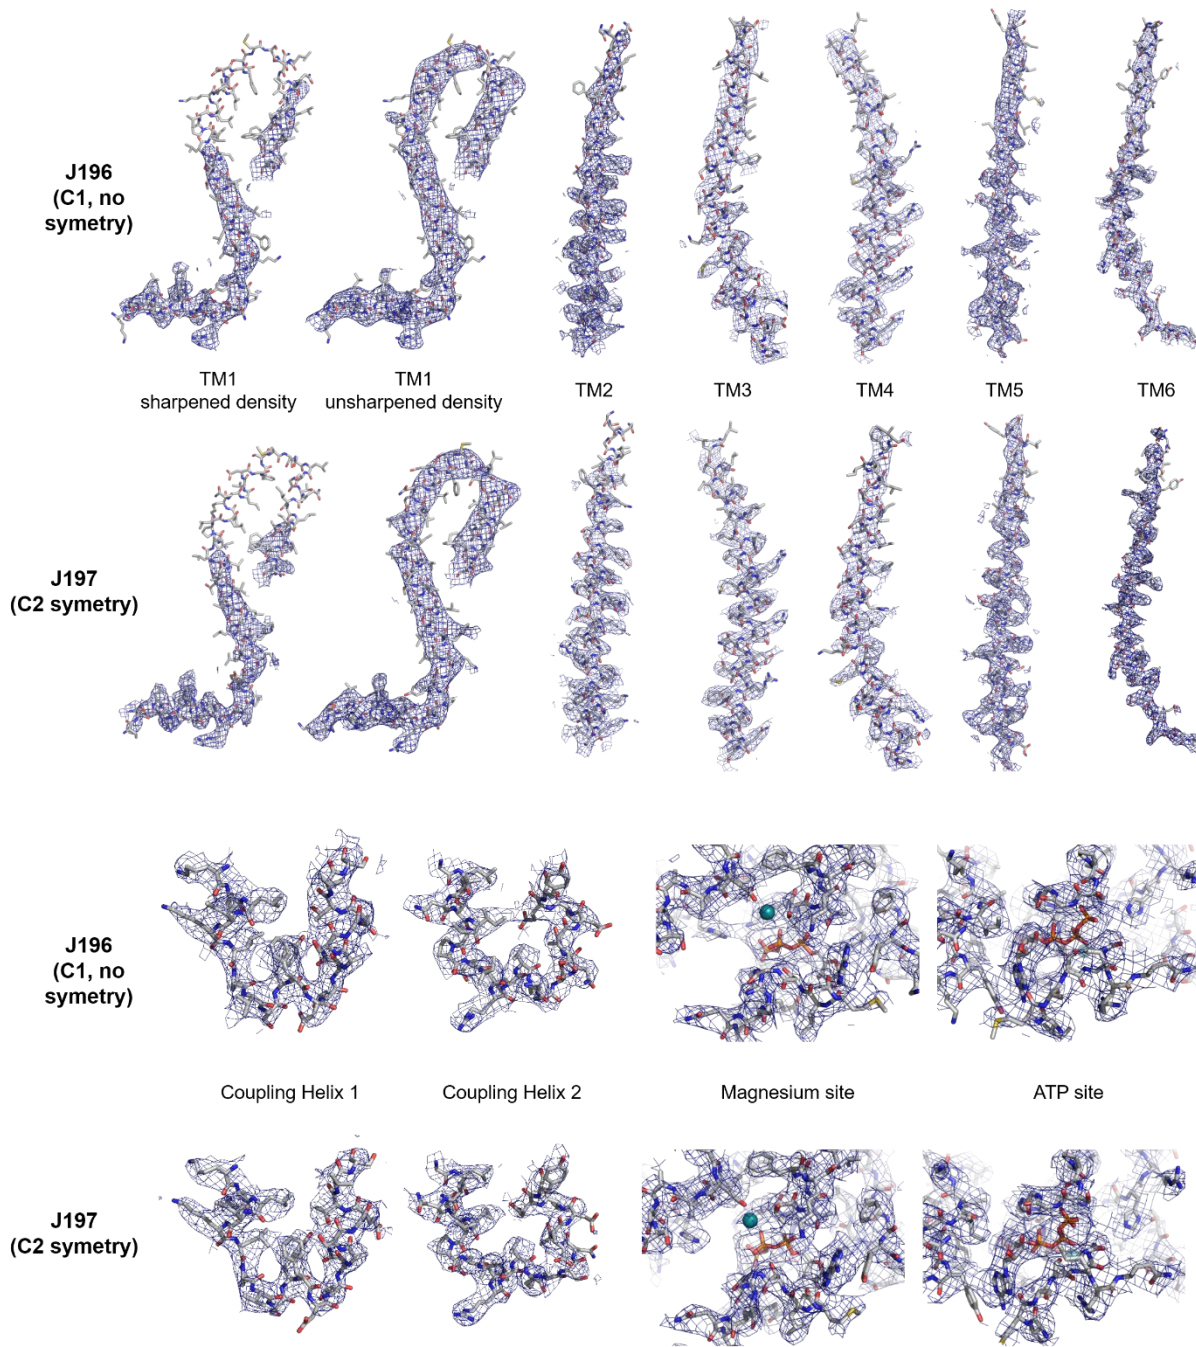 J196
(C1, no
symetry)
TM1
sharpened density
TM1
unsharpened density
TM2
TM3
TM4
TM5
TM6
J197
(C2 symetry)
J196
(C1, no
symetry)
Coupling Helix 1
Coupling Helix 2
Magnesium site
ATP site
J197
(C2 symetry)